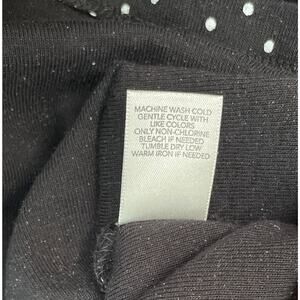 MACHINE WASH COLD
GENTLE CYCLE WITH
LIKE COLORS
ONLY NON-CHLORINE
BLEACH IF NEEDED
TUMBLE DRY LOW
WARM IRON IF NEEDED